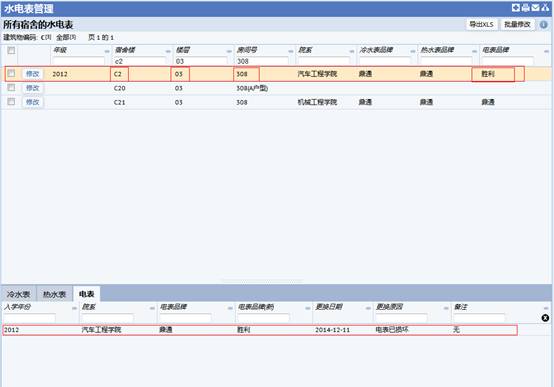 水电表管理
所有宿舍的水电表
导出XLS 批量修改
建筑物编码: C[3] 全部[3] 页 1 的 1
年级 宿舍楼 楼层 房间号 院系 冷水表品牌 热水表品牌 电表品牌
c2 03 308
修改 2012 C2 03 308 汽车工程学院 鼎通 鼎通 胜利
修改 C20 03 308(A户型)
修改 C21 03 308 机械工程学院 鼎通 鼎通 鼎通
冷水表 热水表 电表
入学年份 院系 电表品牌 电表品牌(新) 更换日期 更换原因 备注
2012 汽车工程学院 鼎通 胜利 2014-12-11 电表已损坏 无